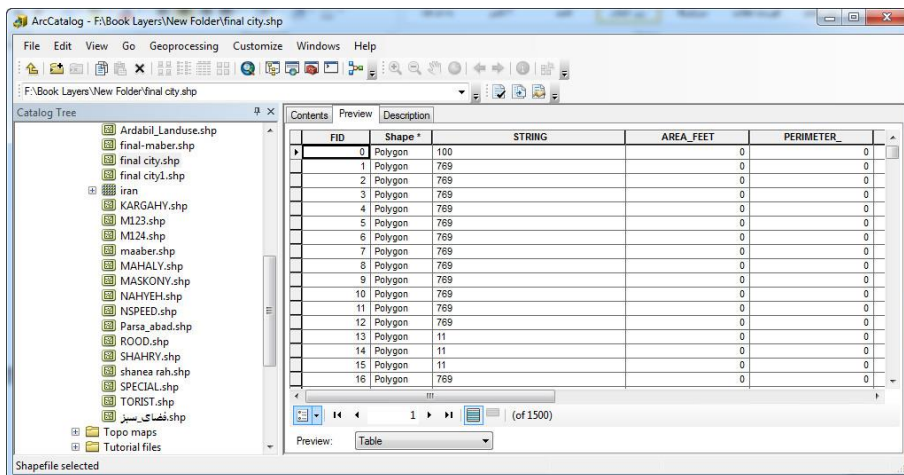 ArcCatalog - F:\Book Layers\New Folder\final city.shp
File Edit View Go Geoprocessing Customize Windows Help
F:\Book Layers\New Folder\final city.shp
Catalog Tree
Ardabil_Landuse.shp
final-maber.shp
final city.shp
final city1.shp
iran
KARGAHY.shp
M123.shp
M124.shp
maaber.shp
MAHALY.shp
MASKONY.shp
NAHYEH.shp
NSPEED.shp
Parsa_abad.shp
ROOD.shp
SHAHRY.shp
shanea rah.shp
SPECIAL.shp
TORIST.shp
فضای_سبز.shp
Topo maps
Tutorial files
Contents Preview Description
FID Shape * STRING AREA_FEET PERIMETER_
0 Polygon 100 0 0
1 Polygon 769 0 0
2 Polygon 769 0 0
3 Polygon 769 0 0
4 Polygon 769 0 0
5 Polygon 769 0 0
6 Polygon 769 0 0
7 Polygon 769 0 0
8 Polygon 769 0 0
9 Polygon 769 0 0
10 Polygon 769 0 0
11 Polygon 769 0 0
12 Polygon 769 0 0
13 Polygon 11 0 0
14 Polygon 11 0 0
15 Polygon 11 0 0
16 Polygon 769 0 0
1 (of 1500)
Preview: Table
Shapefile selected